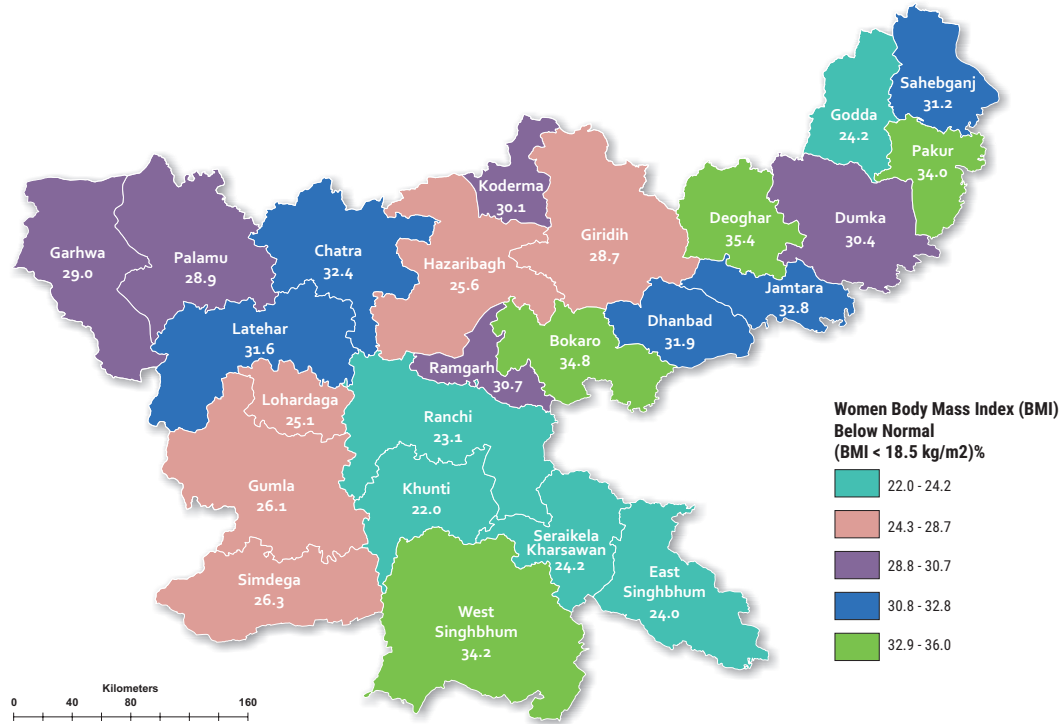 Sahebganj
31.2
Godda
24.2
Pakur
34.0
Koderma
30.1
Deoghar
35.4
Dumka
30.4
Garhwa
29.0
Palamu
28.9
Chatra
32.4
Hazaribagh
25.6
Giridih
28.7
Jamtara
32.8
Latehar
31.6
Dhanbad
31.9
Bokaro
34.8
Ramgarh
30.7
Lohardaga
25.1
Ranchi
23.1
Gumla
26.1
Khunti
22.0
Seraikela
Kharsawan
24.2
Simdega
26.3
East
Singhbhum
24.0
West
Singhbhum
34.2
Women Body Mass Index (BMI)
Below Normal
(BMI < 18.5 kg/m2)%
22.0 - 24.2
24.3 - 28.7
28.8 - 30.7
30.8 - 32.8
32.9 - 36.0
Kilometers
0 40 80 160